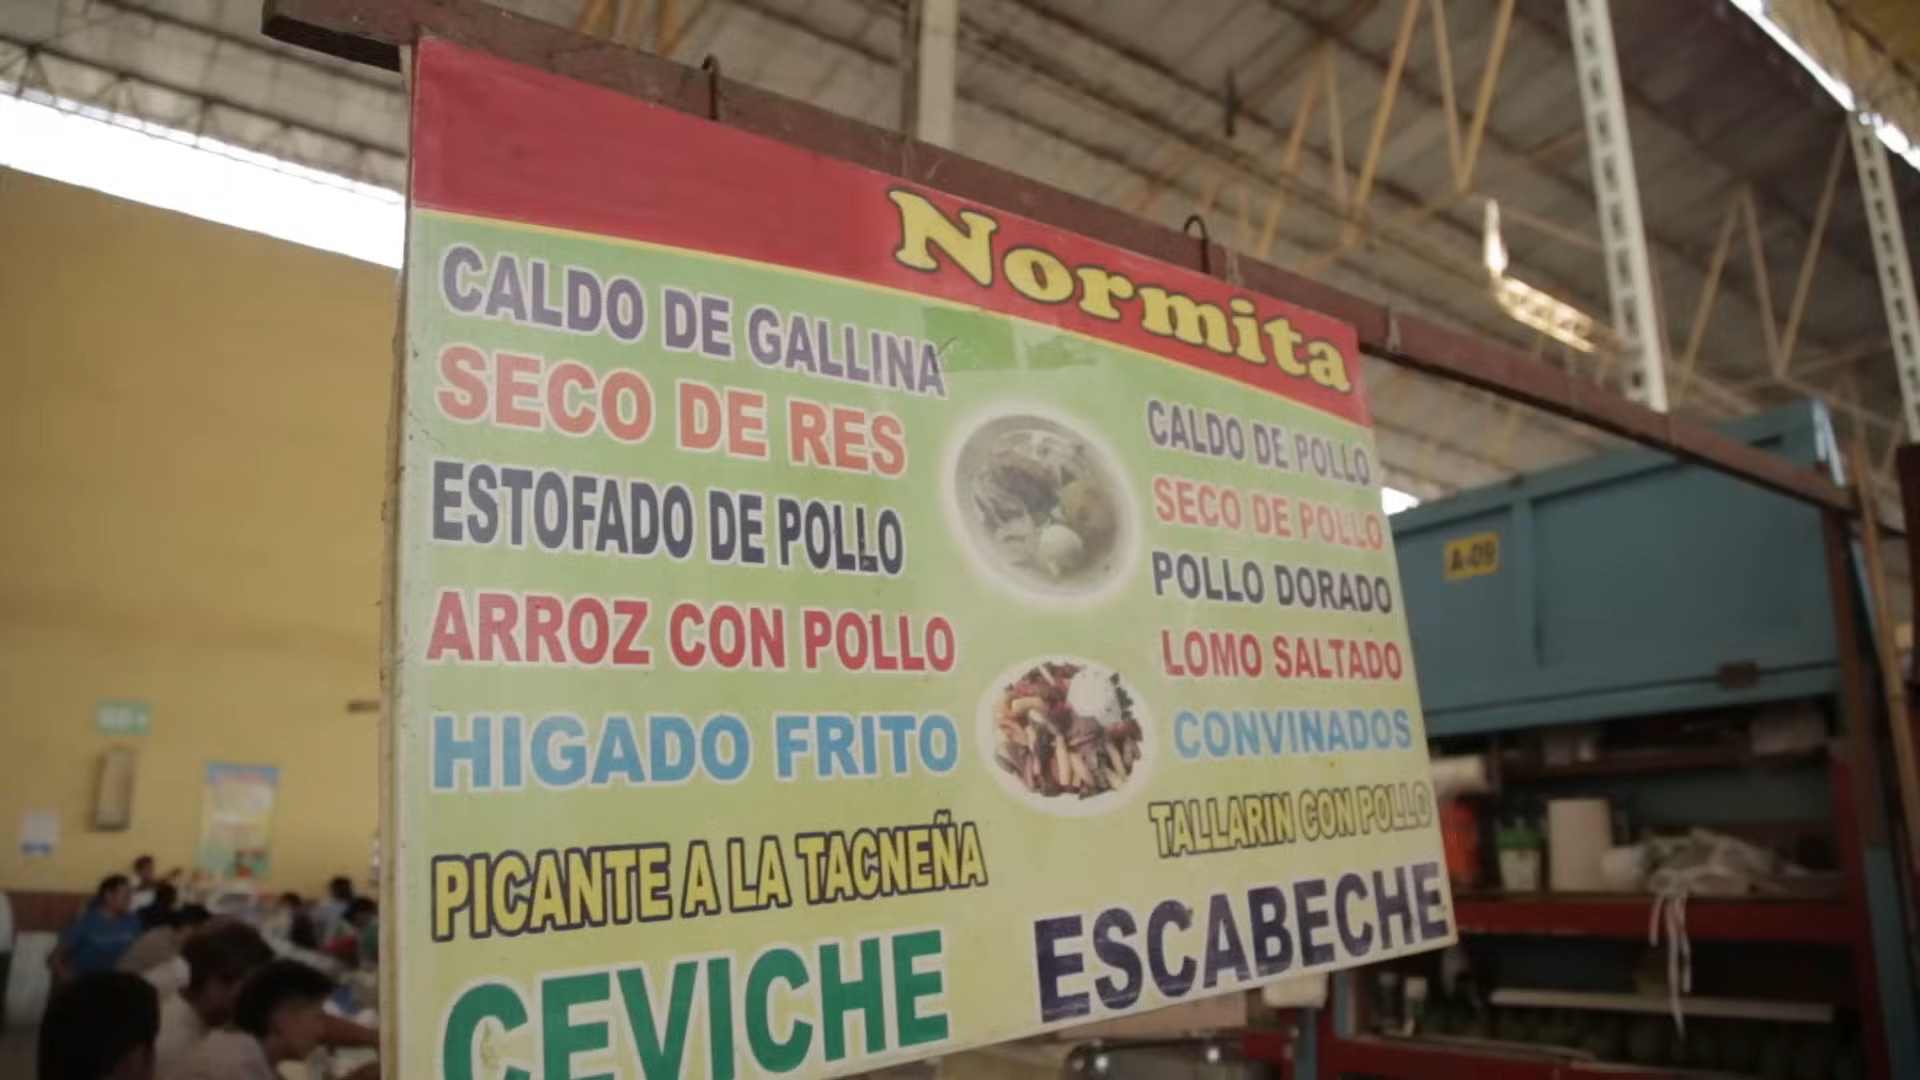 Normita
CALDO DE GALLINA
SECO DE RES
ESTOFADO DE POLLO
ARROZ CON POLLO
HIGADO FRITO
PICANTE A LA TACNEÑA
CEVICHE
CALDO DE POLLO
SECO DE POLLO
POLLO DORADO
LOMO SALTADO
CONVINADOS
TALLARIN CON POLLO
ESCABECHE
A-09